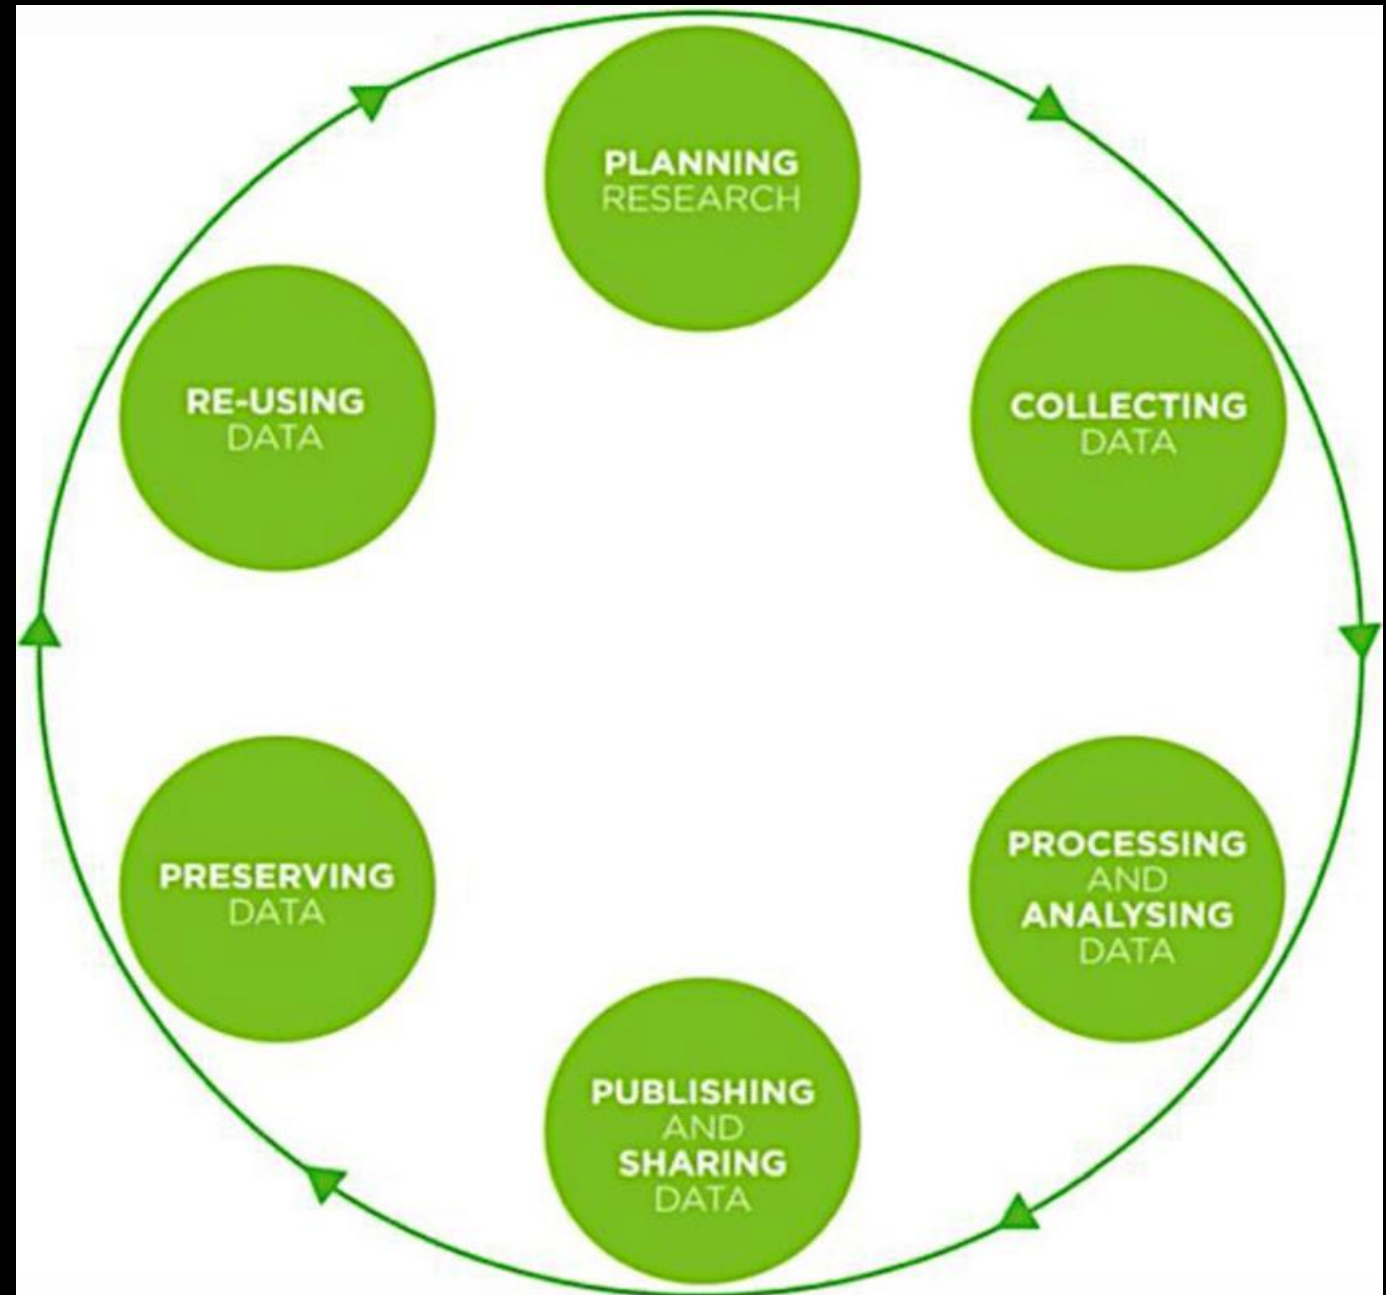 PLANNING
RESEARCH
COLLECTING
DATA
PROCESSING
AND
ANALYSING
DATA
PUBLISHING
AND
SHARING
DATA
PRESERVING
DATA
RE-USING
DATA